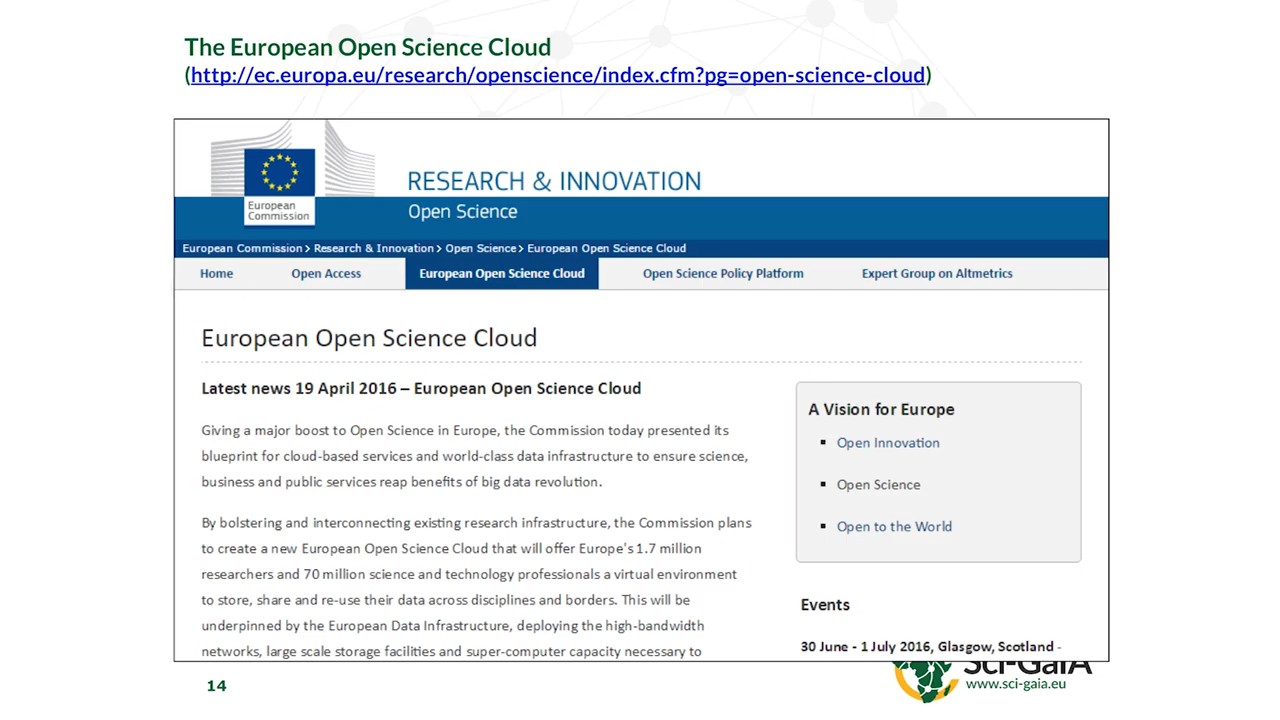 The European Open Science Cloud
(http://ec.europa.eu/research/openscience/index.cfm?pg=open-science-cloud)
European
Commission
RESEARCH & INNOVATION
Open Science
European Commission > Research & Innovation > Open Science > European Open Science Cloud
Home Open Access European Open Science Cloud Open Science Policy Platform Expert Group on Altmetrics
European Open Science Cloud
Latest news 19 April 2016 – European Open Science Cloud
Giving a major boost to Open Science in Europe, the Commission today presented its
blueprint for cloud-based services and world-class data infrastructure to ensure science,
business and public services reap benefits of big data revolution.
By bolstering and interconnecting existing research infrastructure, the Commission plans
to create a new European Open Science Cloud that will offer Europe's 1.7 million
researchers and 70 million science and technology professionals a virtual environment
to store, share and re-use their data across disciplines and borders. This will be
underpinned by the European Data Infrastructure, deploying the high-bandwidth
networks, large scale storage facilities and super-computer capacity necessary to
A Vision for Europe
▪ Open Innovation
▪ Open Science
▪ Open to the World
Events
30 June - 1 July 2016, Glasgow, Scotland -
Sci-GaIA
www.sci-gaia.eu
14